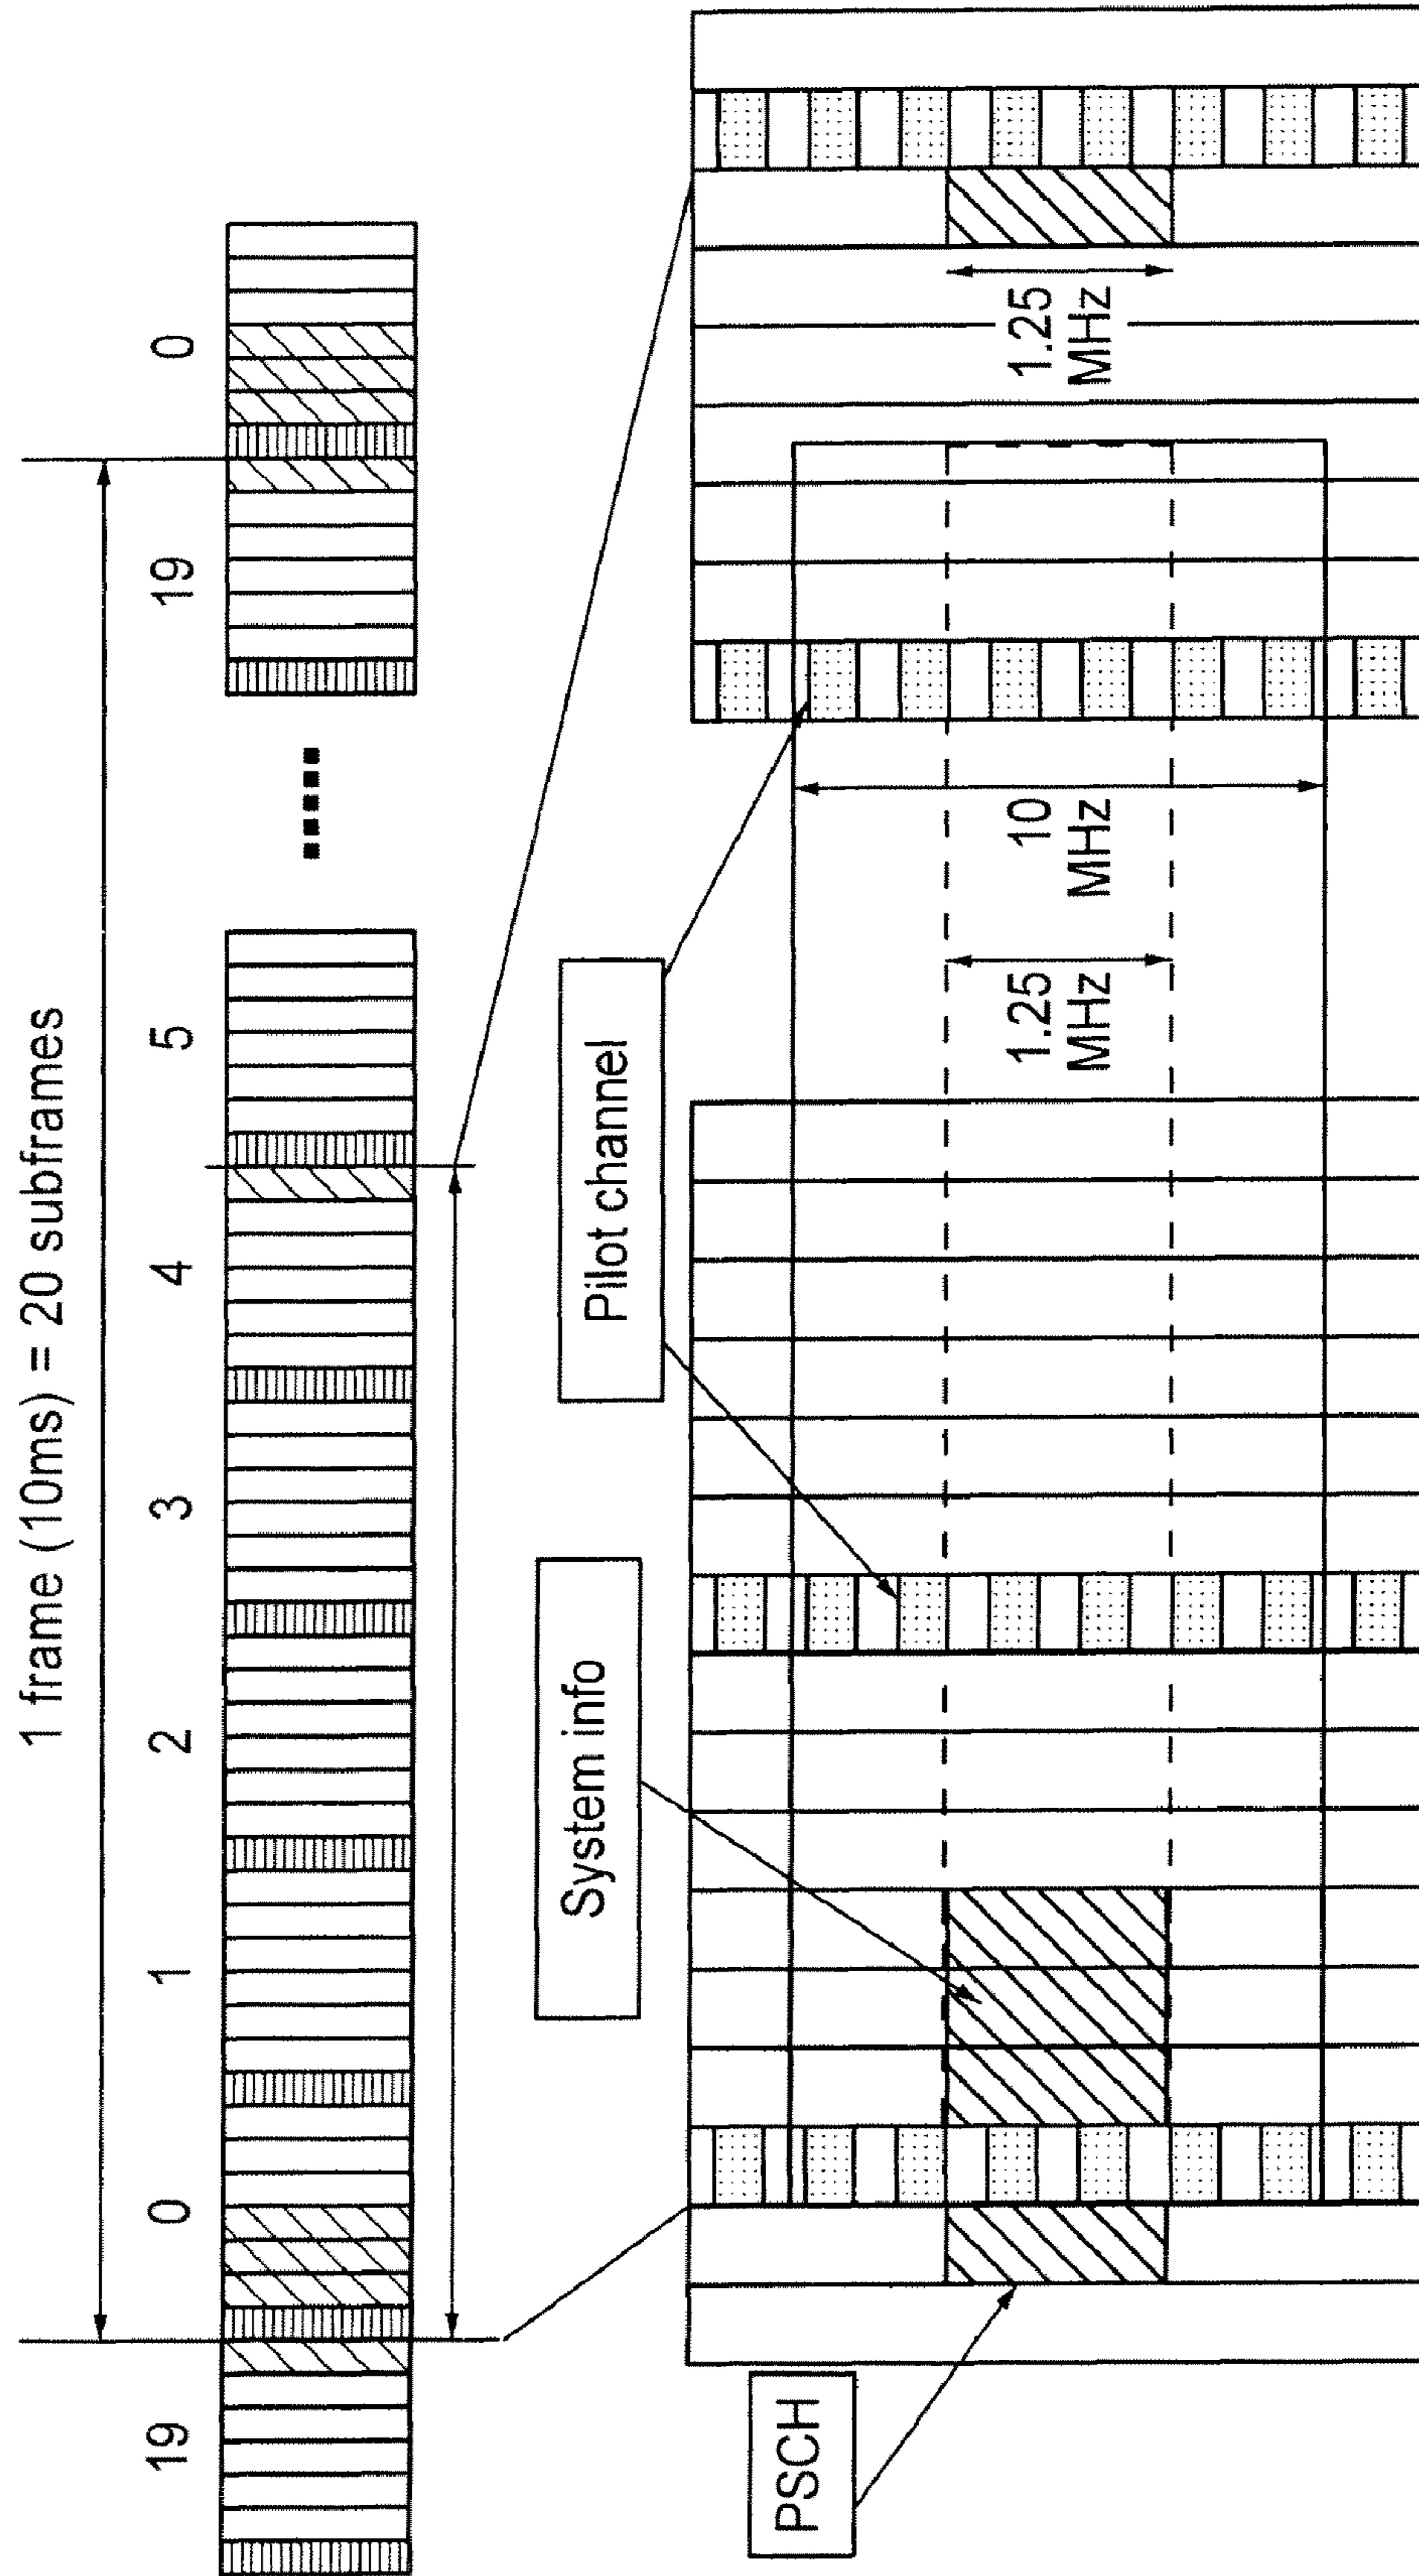 1 frame (10ms) = 20 subframes
19 0 1 2 3 4 5 19 0
System info
Pilot channel
PSCH
1.25
MHz
10
MHz
1.25
MHz